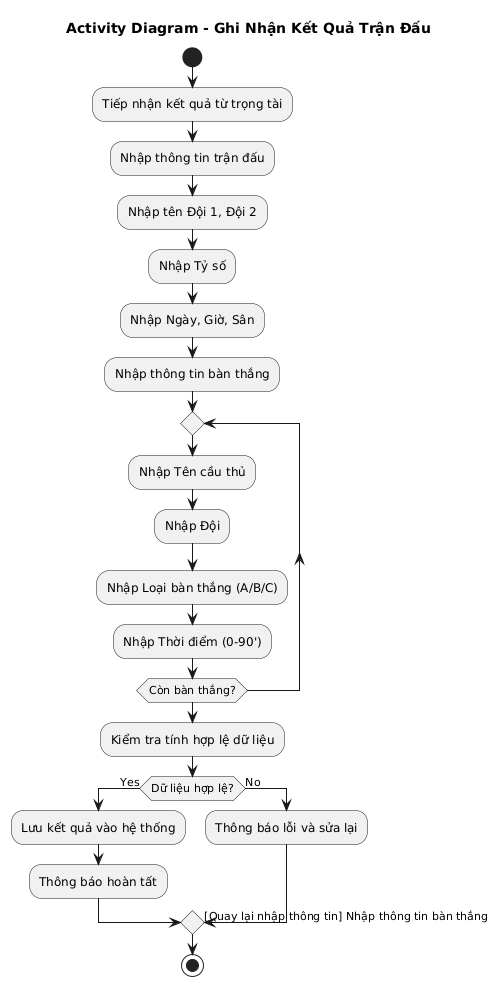 Activity Diagram - Ghi Nhận Kết Quả Trận Đấu
Tiếp nhận kết quả từ trọng tài
Nhập thông tin trận đấu
Nhập tên Đội 1, Đội 2
Nhập Tỷ số
Nhập Ngày, Giờ, Sân
Nhập thông tin bàn thắng
Nhập Tên cầu thủ
Nhập Đội
Nhập Loại bàn thắng (A/B/C)
Nhập Thời điểm (0-90')
Còn bàn thắng?
Kiểm tra tính hợp lệ dữ liệu
Yes
Dữ liệu hợp lệ?
No
Lưu kết quả vào hệ thống
Thông báo lỗi và sửa lại
Thông báo hoàn tất
[Quay lại nhập thông tin] Nhập thông tin bàn thắng